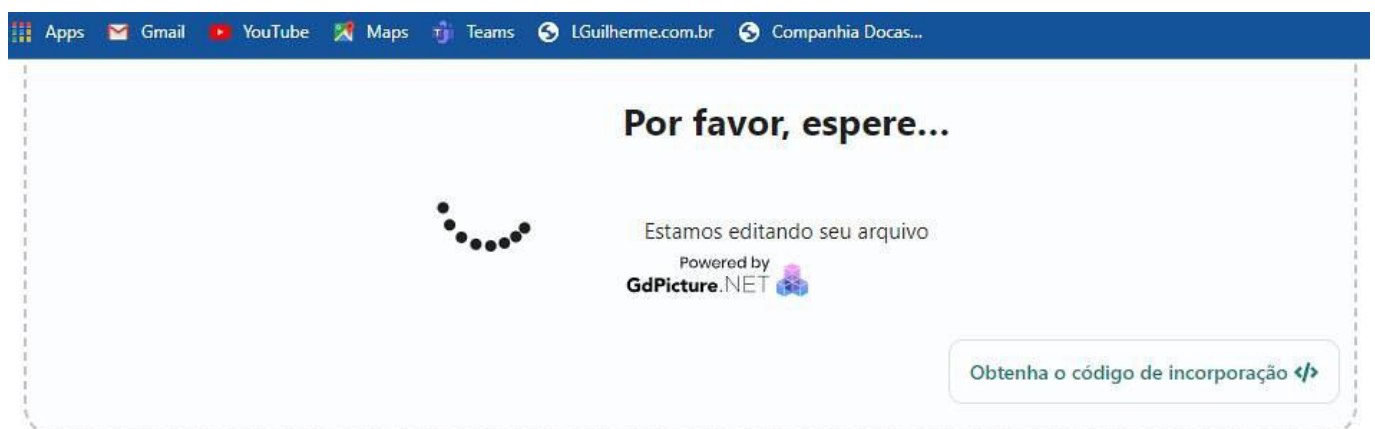 Apps Gmail YouTube Maps Teams LGuilherme.com.br Companhia Docas...
Por favor, espere...
Estamos editando seu arquivo
Powered by
GdPicture.NET
Obtenha o código de incorporação </>